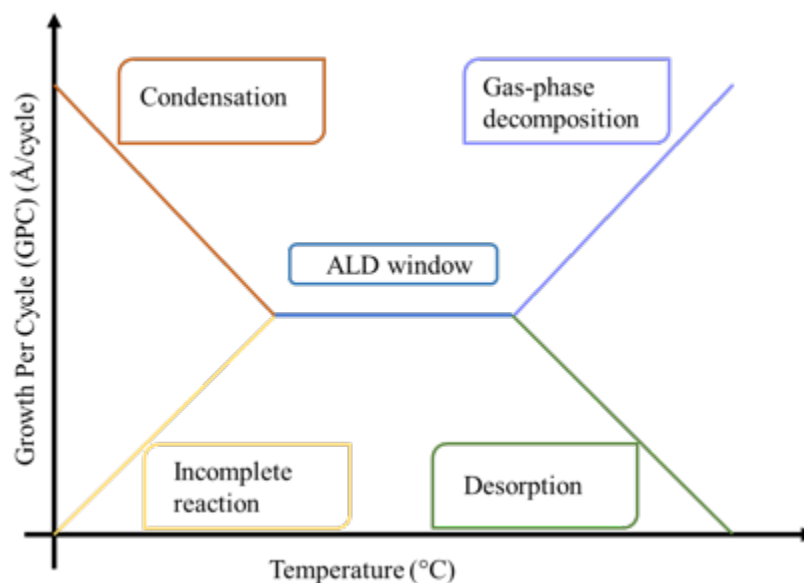 Growth Per Cycle (GPC) (Å/cycle)
Condensation
Gas-phase
decomposition
ALD window
Incomplete
reaction
Desorption
Temperature (°C)